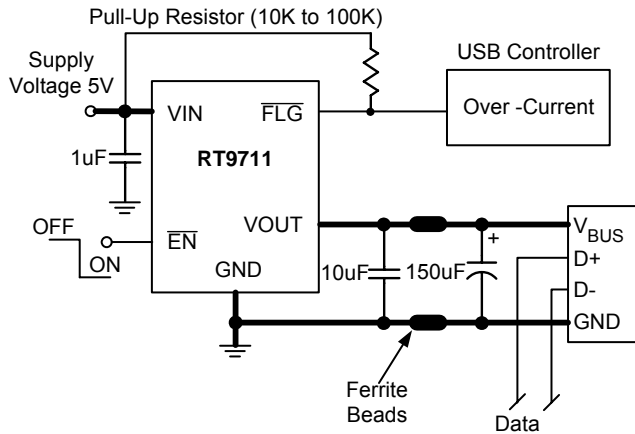 Pull-Up Resistor (10K to 100K)
Supply
Voltage 5V
USB Controller
VIN
FLG
Over -Current
RT9711
1uF
OFF
ON
EN
VOUT
GND
10uF
150uF
+
VBUS
D+
D-
GND
Ferrite
Beads
Data